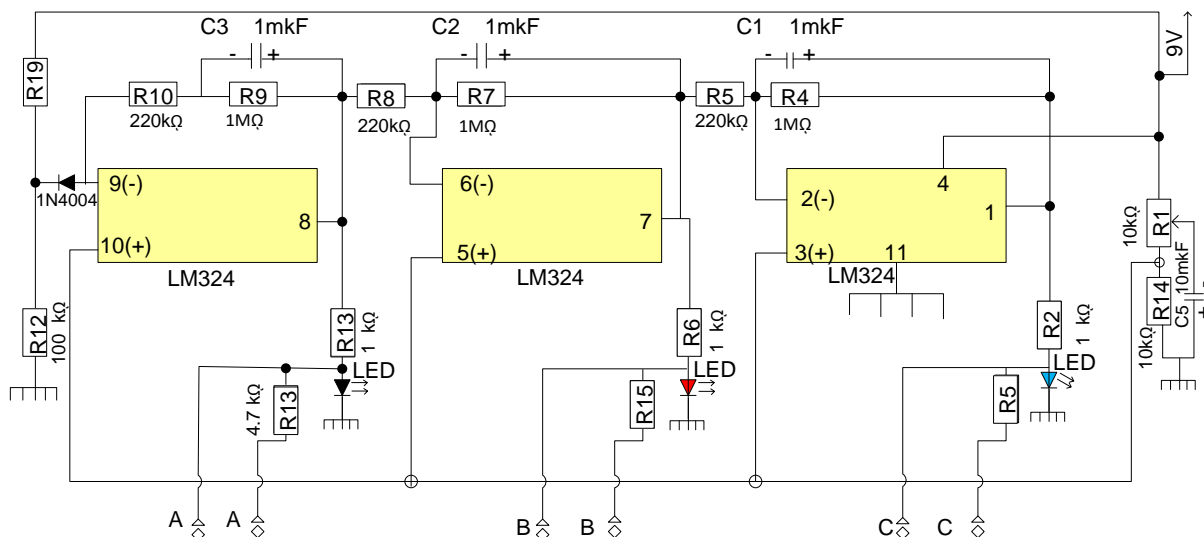 C3 1mkF
C2 1mkF
C1 1mkF
9V
R19
R10
220kΩ
R9
1MΩ
R8
220kΩ
R7
1MΩ
R5
220kΩ
R4
1MΩ
1N4004
9(-)
10(+)
8
LM324
6(-)
5(+)
7
LM324
2(-)
3(+)
4
11
1
LM324
R1
10kΩ
R14
10kΩ
C5 10mkF
R12
100 kΩ
R13
1 kΩ
LED
R13
4.7 kΩ
R6
1 kΩ
LED
R15
R2
1 kΩ
LED
R5
A A
B B
C C
- +
- +
- +
- +